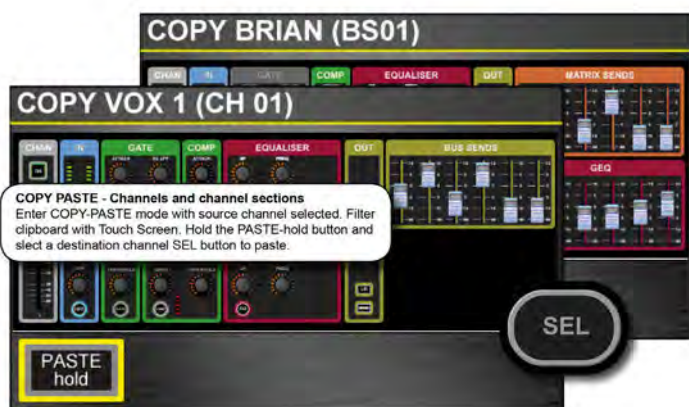 COPY BRIAN (BS01)
CHAN IN GATE COMP EQUALISER OUT MATRIX SENDS
COPY VOX 1 (CH 01)
CHAN IN GATE COMP EQUALISER OUT BUS SENDS
GEQ
COPY PASTE - Channels and channel sections
Enter COPY-PASTE mode with source channel selected. Filter
clipboard with Touch Screen. Hold the PASTE-hold button and
slect a destination channel SEL button to paste.
SEL
PASTE
hold